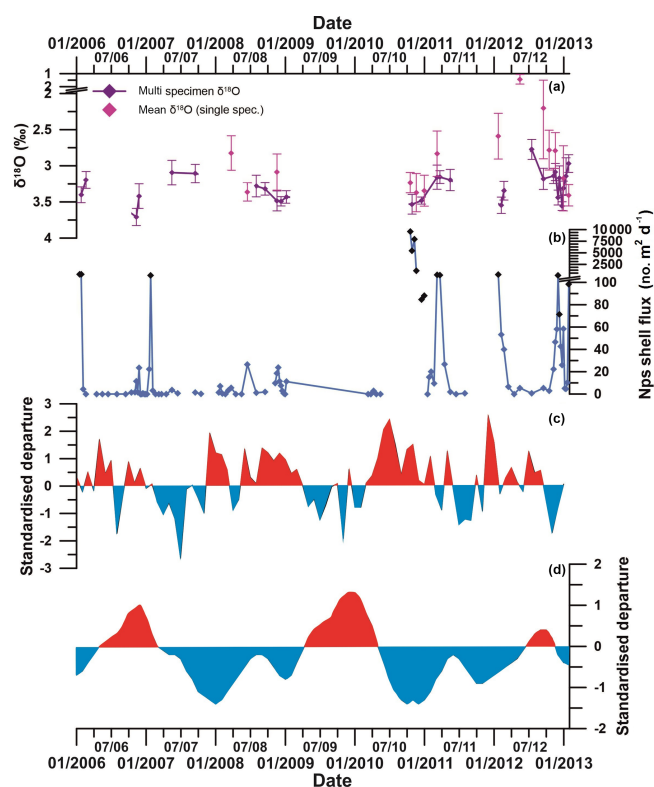 Date
01/2006 01/2007 01/2008 01/2009 01/2010 01/2011 01/2012 01/2013
07/06 07/07 07/08 07/09 07/10 07/11 07/12
1
2
2
2.5
3
3.5
4
δ¹⁸O (‰)
Multi specimen δ¹⁸O
Mean δ¹⁸O (single spec.)
(a)
(b)
10 000
7500
5000
2500
100
80
60
40
20
0
Nps shell flux (no. m² d⁻¹)
3
2
1
0
-1
-2
-3
Standardised departure
(c)
(d)
2
1
0
-1
-2
Standardised departure
07/06 07/07 07/08 07/09 07/10 07/11 07/12
01/2006 01/2007 01/2008 01/2009 01/2010 01/2011 01/2012 01/2013
Date